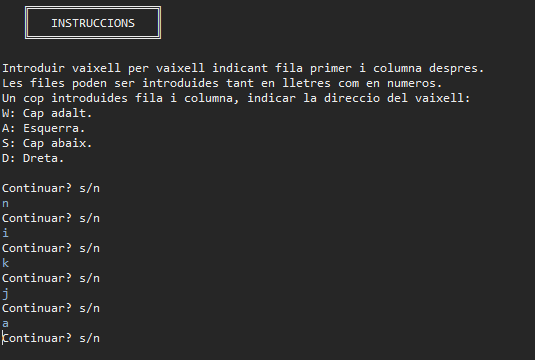 INSTRUCCIONS
Introduir vaixell per vaixell indicant fila primer i columna despres.
Les files poden ser introduides tant en lletres com en numeros.
Un cop introduides fila i columna, indicar la direccio del vaixell:
W: Cap adalt.
A: Esquerra.
S: Cap abaix.
D: Dreta.
Continuar? s/n
n
Continuar? s/n
i
Continuar? s/n
k
Continuar? s/n
j
Continuar? s/n
a
Continuar? s/n